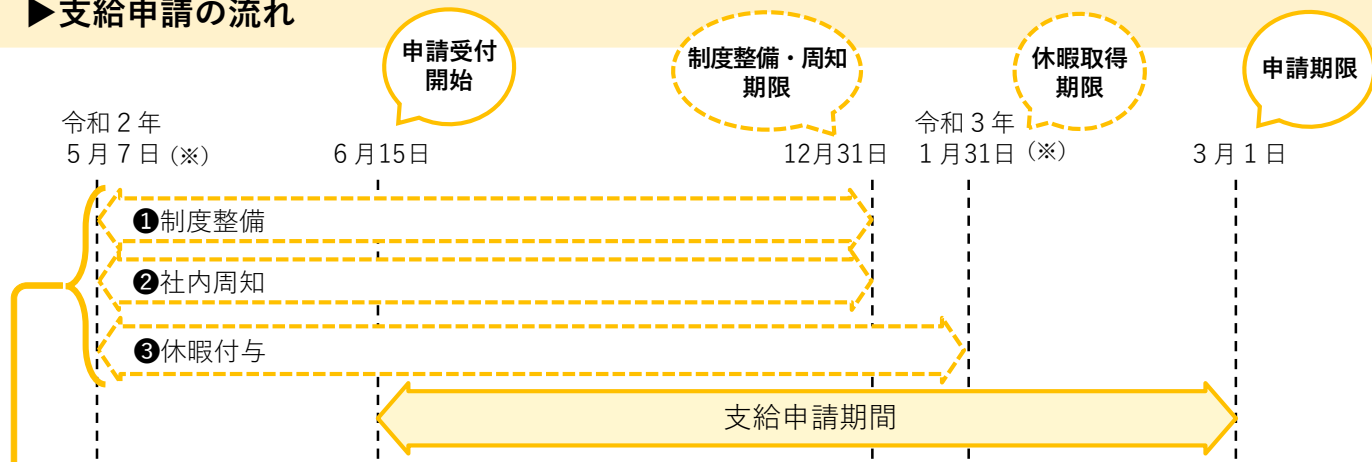 ▶支給申請の流れ
申請受付
開始
制度整備・周知
期限
休暇取得
期限
申請期限
令和2年
5月7日(※)
6月15日
12月31日
令和3年
1月31日(※)
3月1日
❶制度整備
❷社内周知
❸休暇付与
支給申請期間